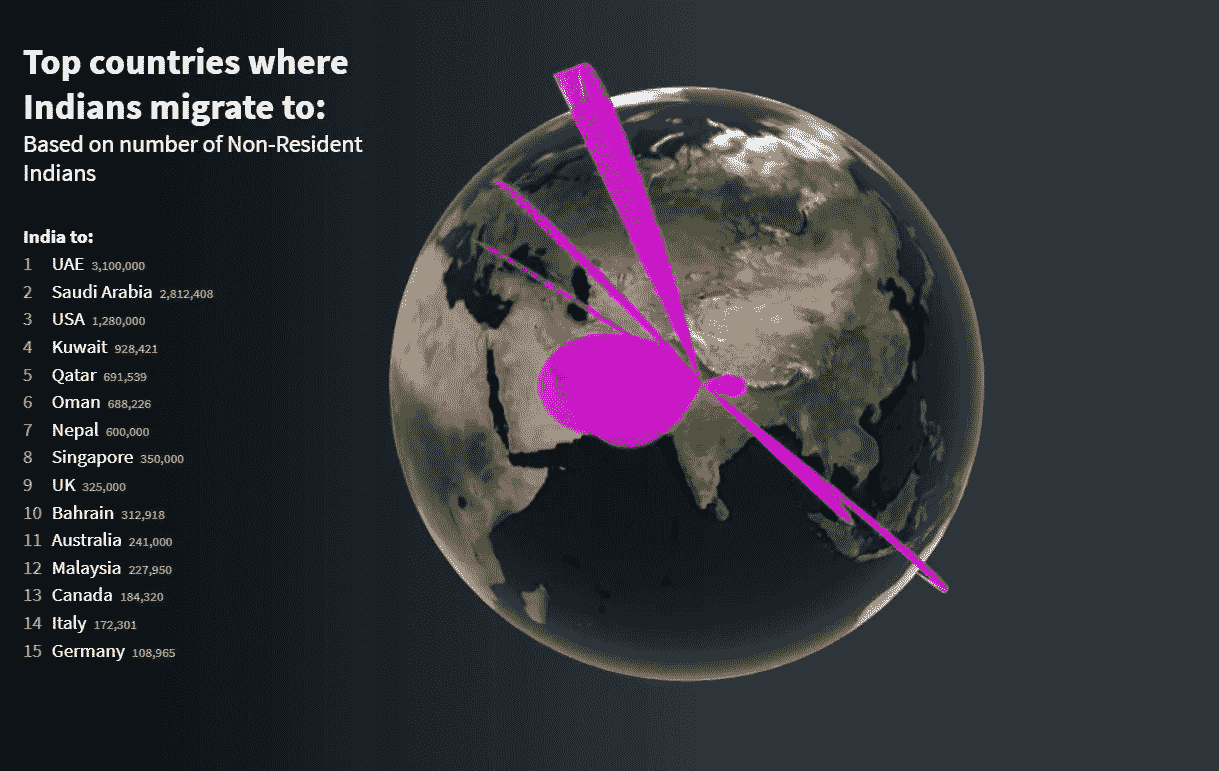 Top countries where
Indians migrate to:
Based on number of Non-Resident
Indians
India to:
1 UAE 3,100,000
2 Saudi Arabia 2,812,408
3 USA 1,280,000
4 Kuwait 928,421
5 Qatar 691,539
6 Oman 688,226
7 Nepal 600,000
8 Singapore 350,000
9 UK 325,000
10 Bahrain 312,918
11 Australia 241,000
12 Malaysia 227,950
13 Canada 184,320
14 Italy 172,301
15 Germany 108,965